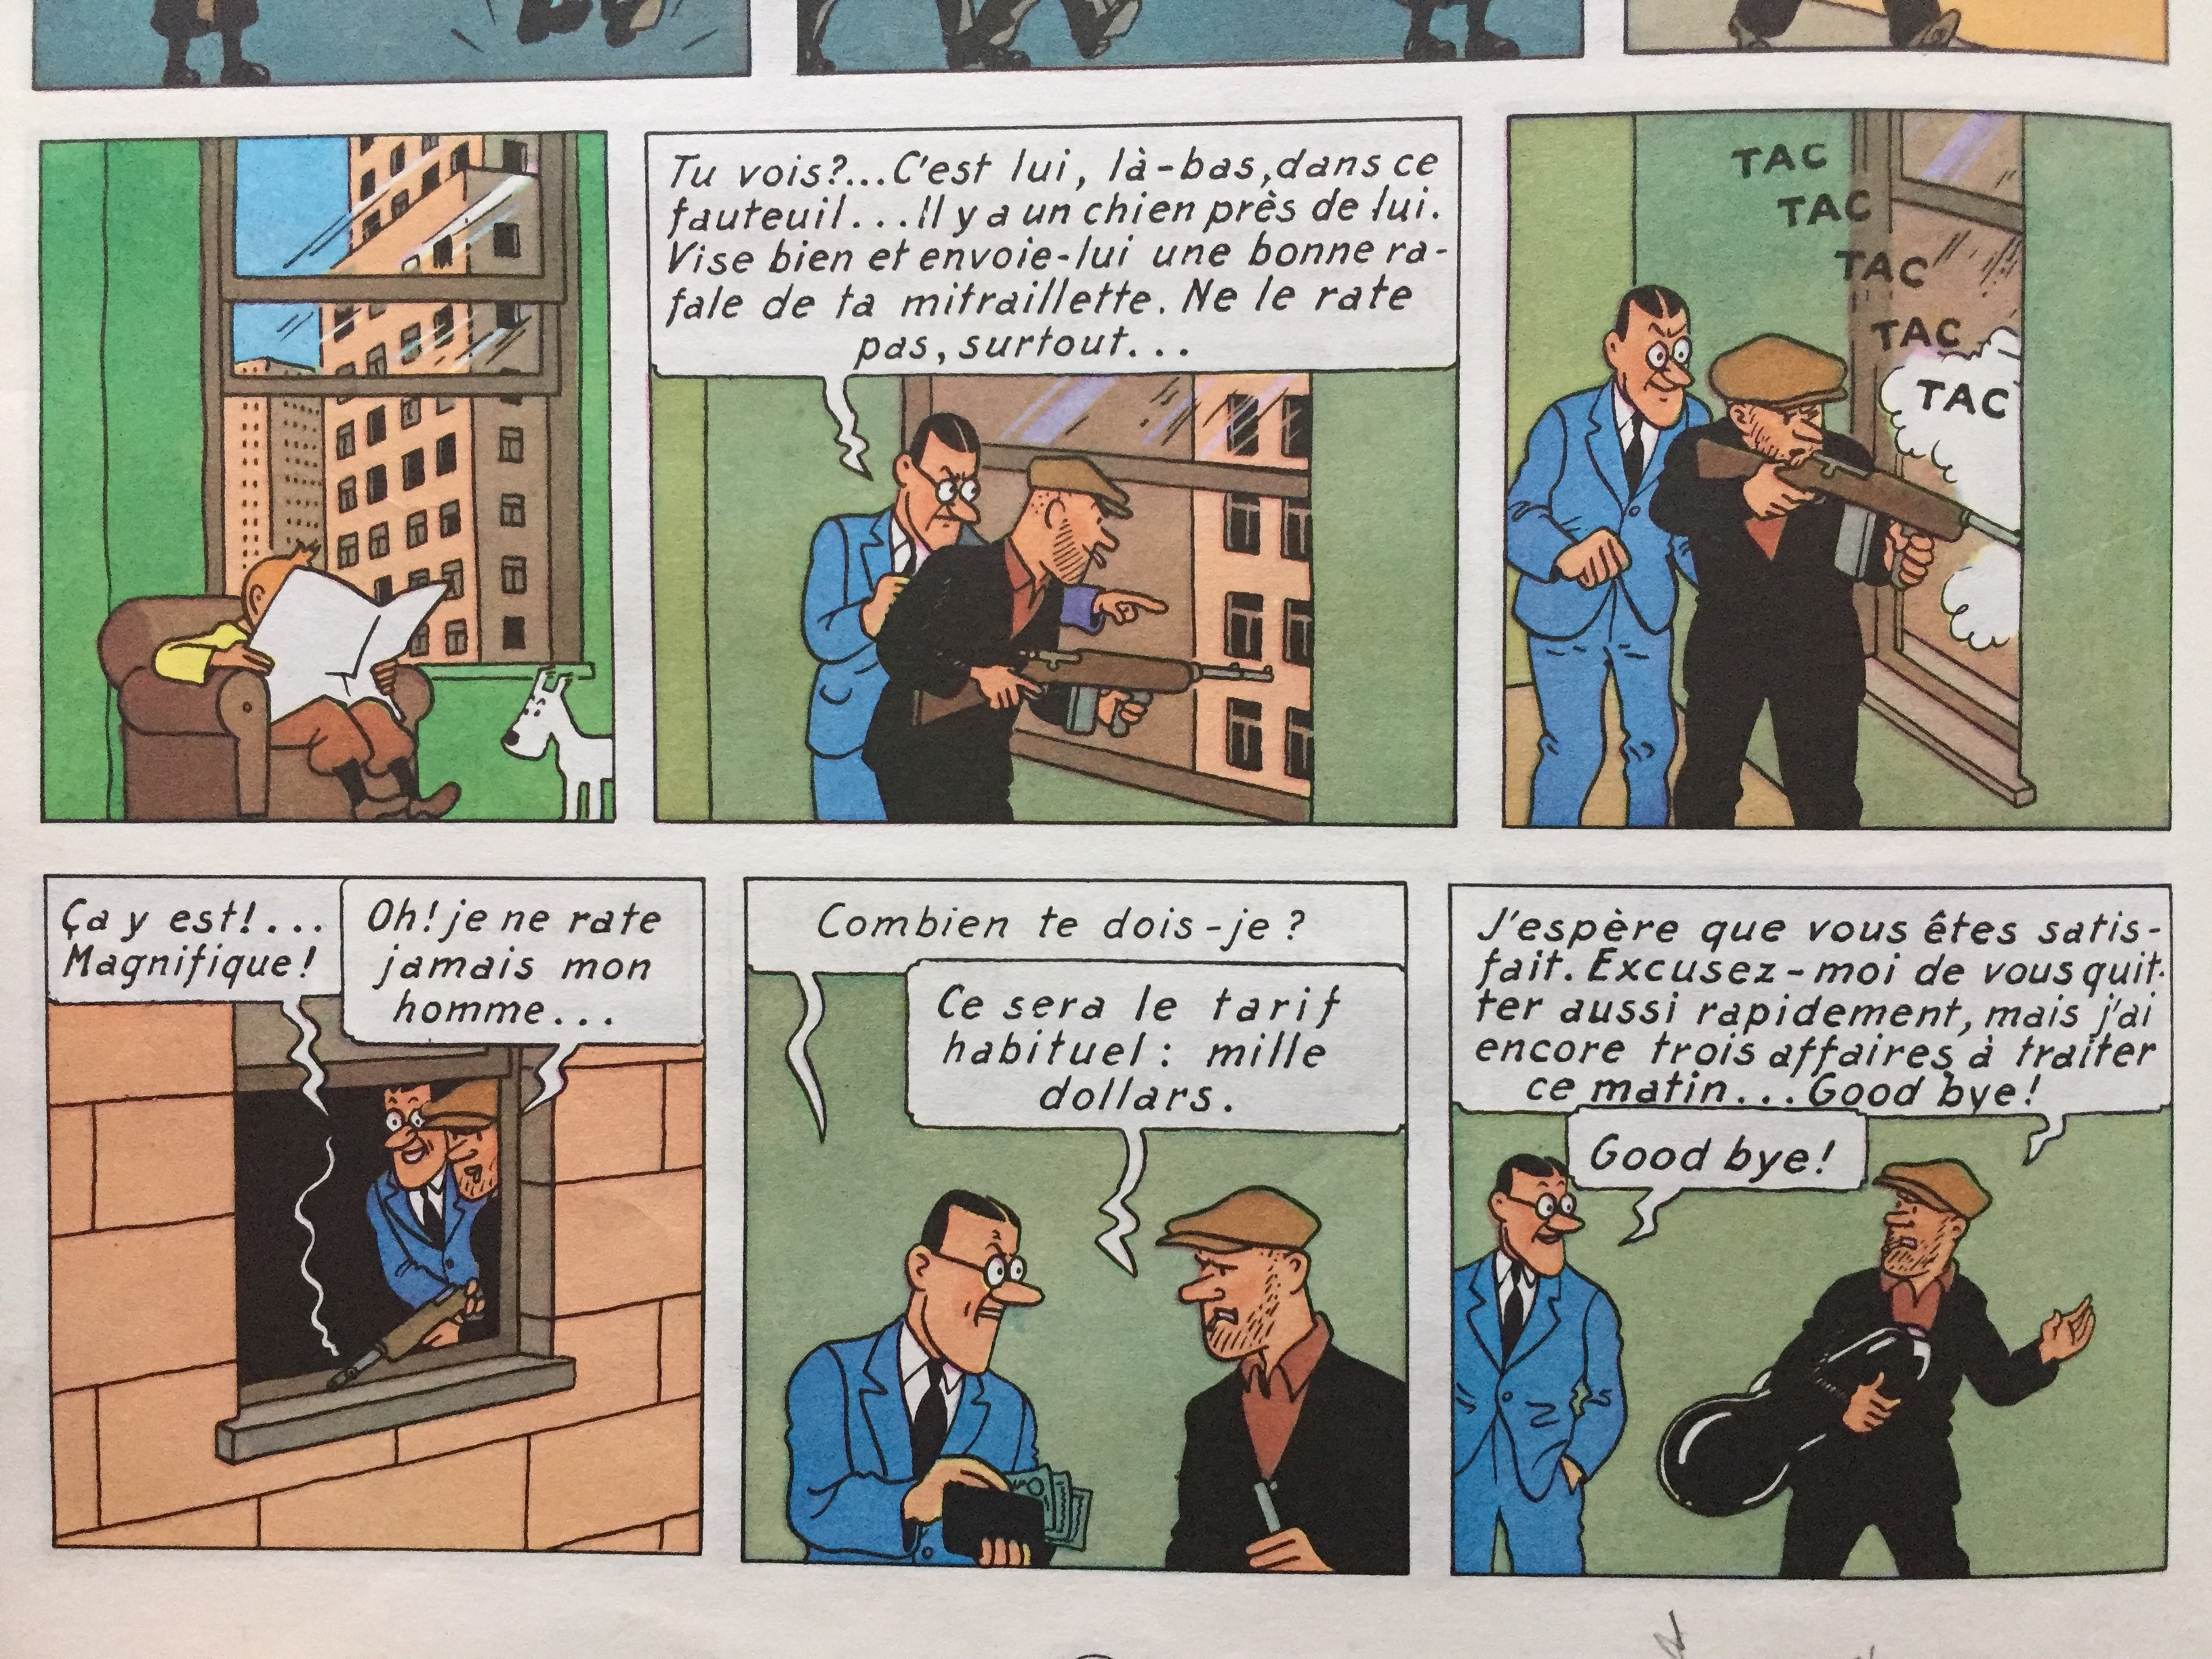 Tu vois?...C'est lui, là-bas, dans ce
fauteuil...Il y a un chien près de lui.
Vise bien et envoie-lui une bonne ra-
fale de ta mitraillette. Ne le rate
pas, surtout...
TAC
TAC
TAC
TAC
TAC
Ça y est!...
Magnifique!
Oh! je ne rate
jamais mon
homme...
Combien te dois-je?
Ce sera le tarif
habituel: mille
dollars.
J'espère que vous êtes satis-
fait. Excusez-moi de vous quit-
ter aussi rapidement, mais j'ai
encore trois affaires à traiter
ce matin...Good bye!
Good bye!